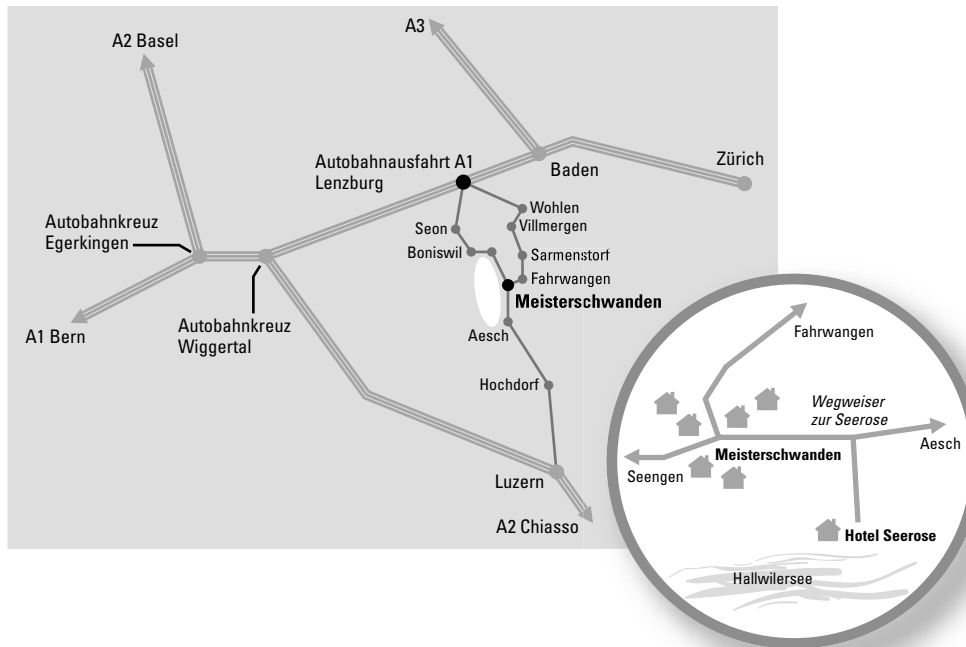 A3
A2 Basel
Autobahnausfahrt A1
Lenzburg
Baden
Zürich
Wohlen
Villmergen
Seon
Autobahnkreuz
Egerkingen
Boniswil
Sarmenstorf
Fahrwangen
Meisterschwanden
A1 Bern
Autobahnkreuz
Wiggertal
Aesch
Hochdorf
Luzern
A2 Chiasso
Fahrwangen
Wegweiser
zur Seerose
Aesch
Meisterschwanden
Seengen
Hotel Seerose
Hallwilersee